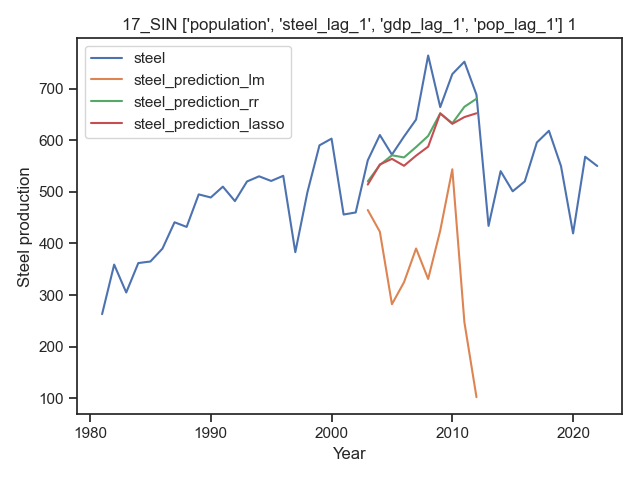 17_SIN ['population', 'steel_lag_1', 'gdp_lag_1', 'pop_lag_1'] 1
steel
steel_prediction_lm
steel_prediction_rr
steel_prediction_lasso
700
600
500
400
300
200
100
Steel production
1980
1990
2000
2010
2020
Year